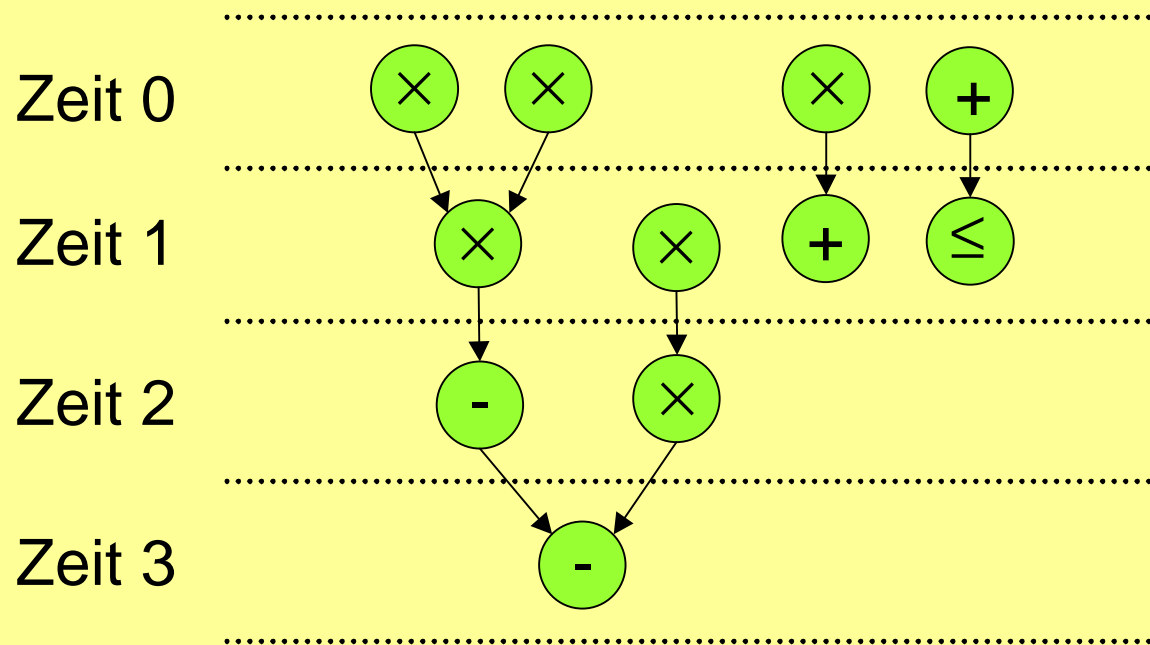 Zeit 0 × × × +
Zeit 1 × × + ≤
Zeit 2 - ×
Zeit 3 -